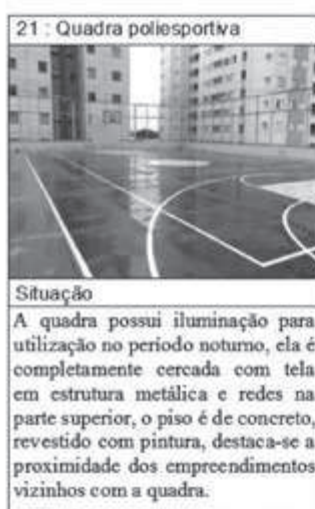 21 : Quadra poliesportiva
Situação
A quadra possui iluminação para
utilização no período noturno, ela é
completamente cercada com tela
em estrutura metálica e redes na
parte superior, o piso é de concreto,
revestido com pintura, destaca-se a
proximidade dos empreendimentos
vizinhos com a quadra.